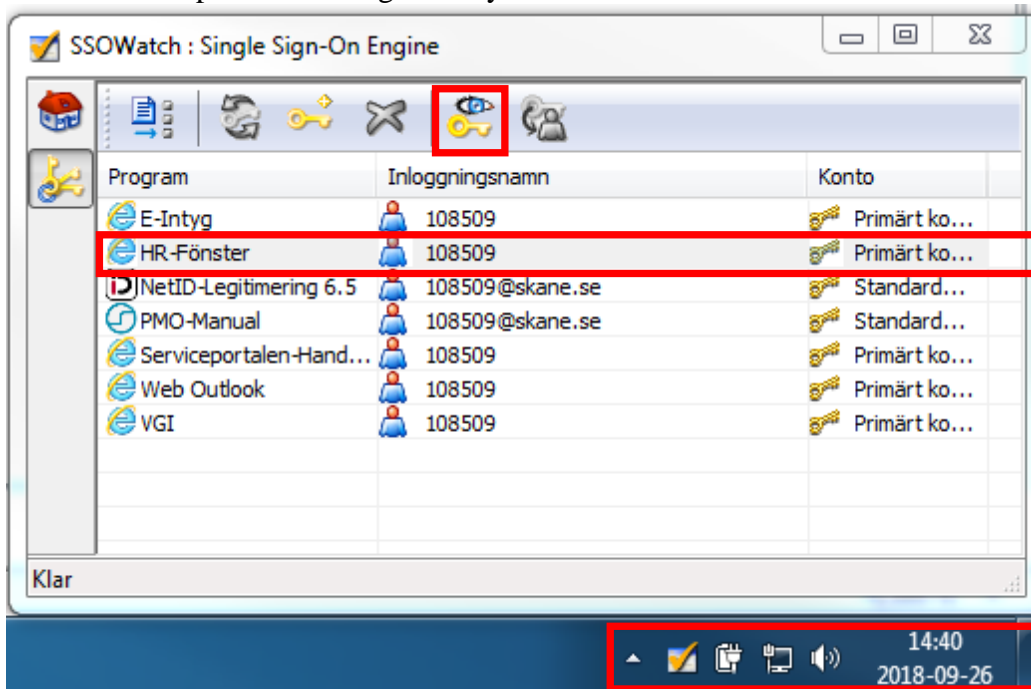 SSOWatch : Single Sign-On Engine
Program Inloggningsnamn Konto
E-Intyg 108509 Primärt ko...
HR-Fönster 108509 Primärt ko...
NetID-Legitimering 6.5 108509@skane.se Standard...
PMO-Manual 108509@skane.se Standard...
Serviceportalen-Hand... 108509 Primärt ko...
Web Outlook 108509 Primärt ko...
VGI 108509 Primärt ko...
Klar
14:40
2018-09-26